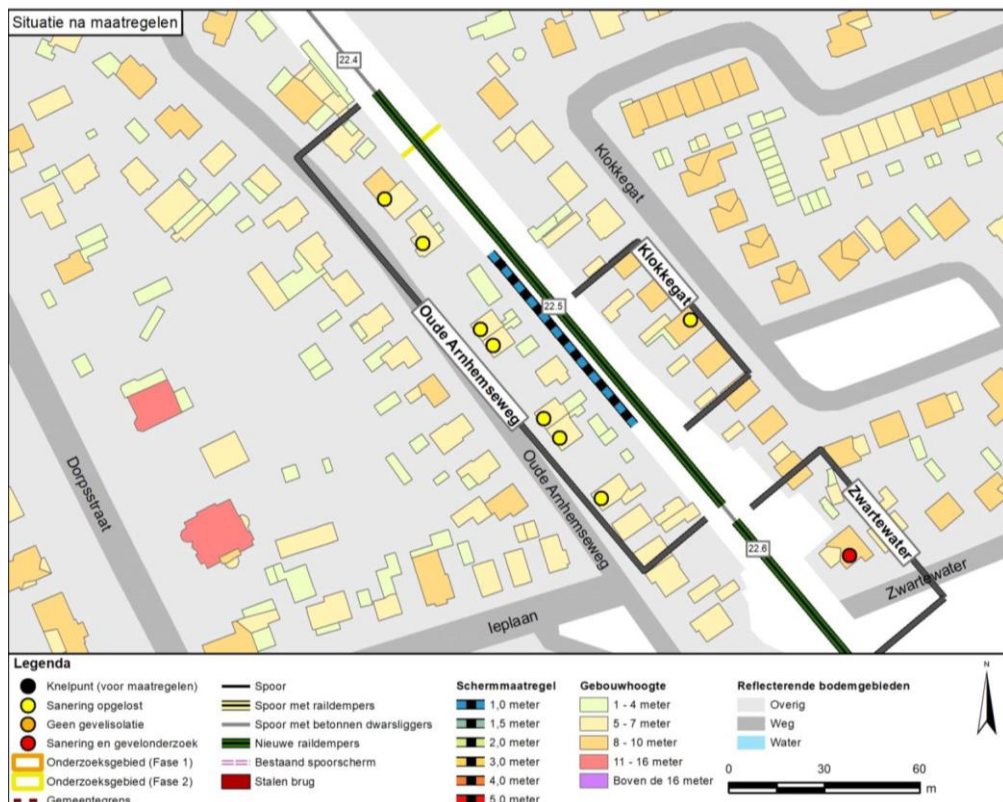 Situatie na maatregelen
22.4
Klokkegat
Klokkegat
22.5
Oude Arnhemseweg
Oude Arnhemseweg
Dorpsstraat
Zwartewater
22.6
Zwartewater
Ieplaan
Legenda
Knelpunt (voor maatregelen)
Sanering opgelost
Geen gevelisolatie
Sanering en gevelonderzoek
Onderzoeksgebied (Fase 1)
Onderzoeksgebied (Fase 2)
Gemeentegrens
Spoor
Spoor met raildempers
Spoor met betonnen dwarsliggers
Nieuwe raildempers
Bestaand spoorscherm
Stalen brug
Schermmaatregel
1,0 meter
1,5 meter
2,0 meter
3,0 meter
4,0 meter
5,0 meter
Gebouwhoogte
1 - 4 meter
5 - 7 meter
8 - 10 meter
11 - 16 meter
Boven de 16 meter
Reflecterende bodemgebieden
Overig
Weg
Water
N
0 30 60
m